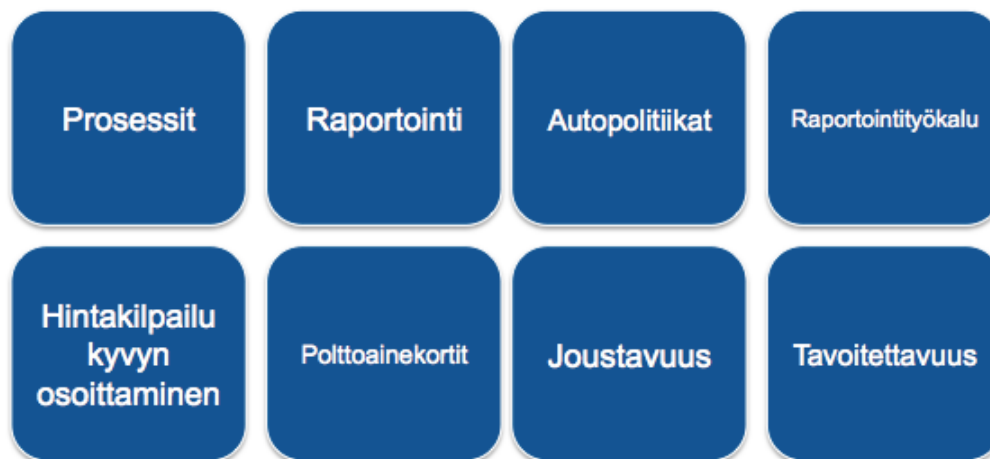 Prosessit
Raportointi
Autopolitiikat
Raportointityökalu
Hintakilpailu
kyvyn
osoittaminen
Polttoainekortit
Joustavuus
Tavoitettavuus